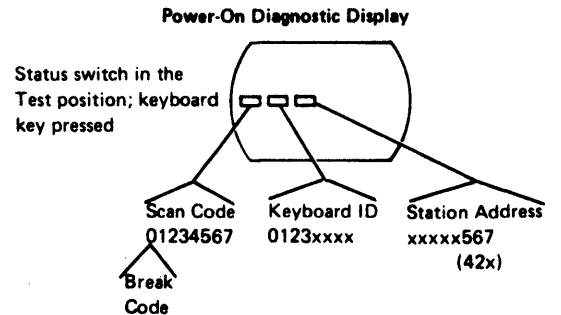 Power-On Diagnostic Display
Status switch in the
Test position; keyboard
key pressed
Scan Code Keyboard ID Station Address
01234567 0123xxxx xxxxx567
(42x)
Break
Code